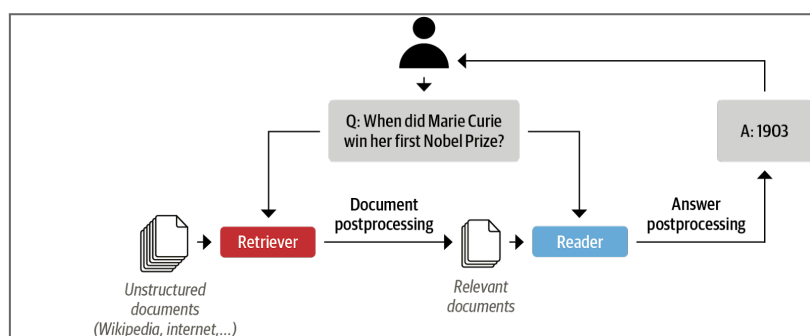 Q: When did Marie Curie
win her first Nobel Prize?
A: 1903
Document
postprocessing
Answer
postprocessing
Retriever
Reader
Unstructured
documents
(Wikipedia, internet,...)
Relevant
documents